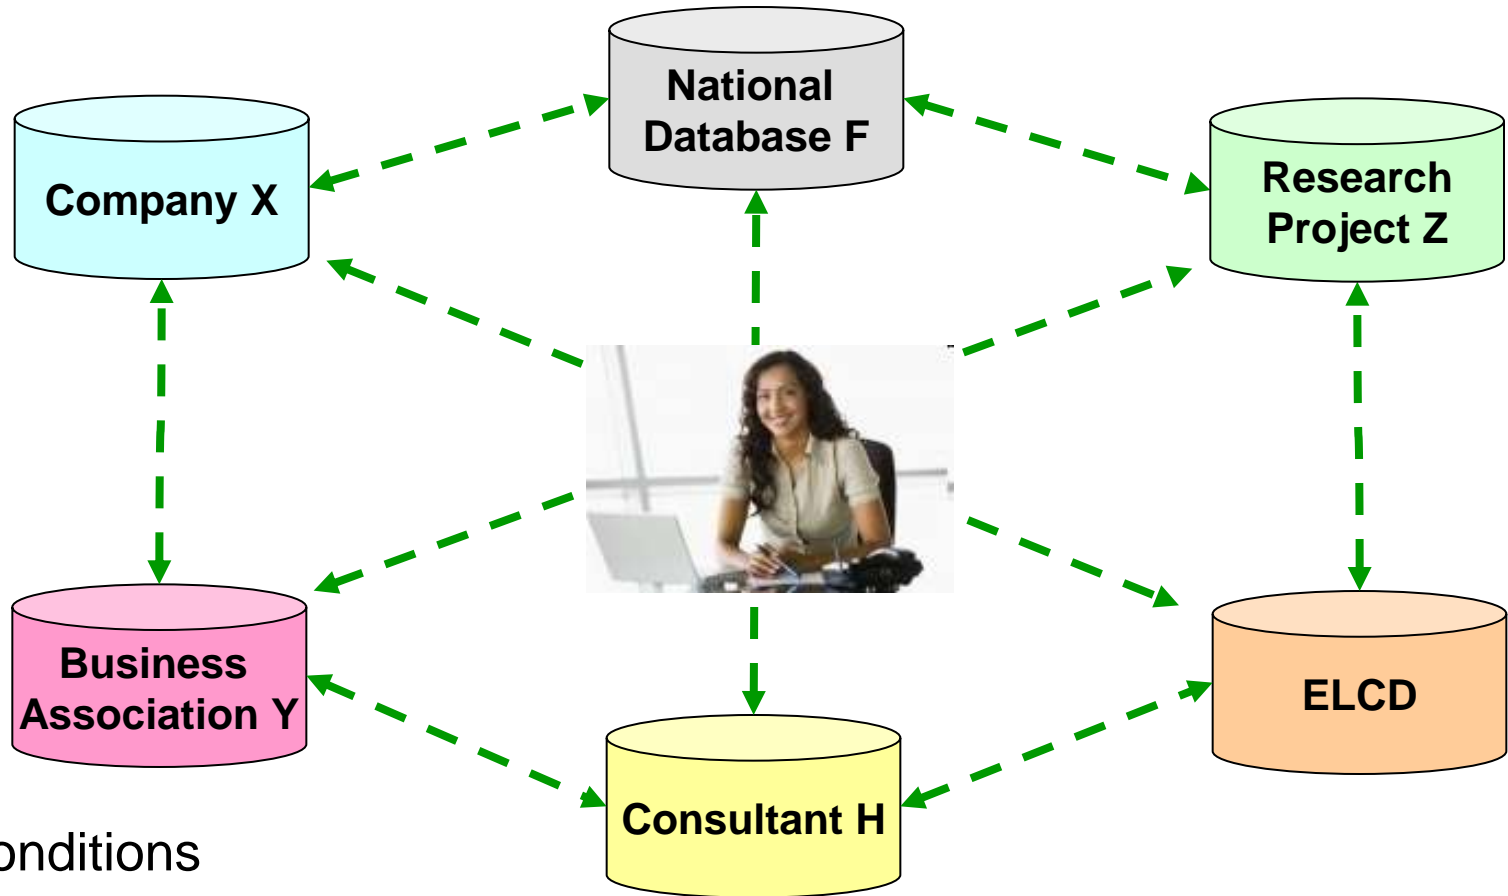 National
Database F
Company X
Research
Project Z
Business
Association Y
ELCD
Consultant H
onditions